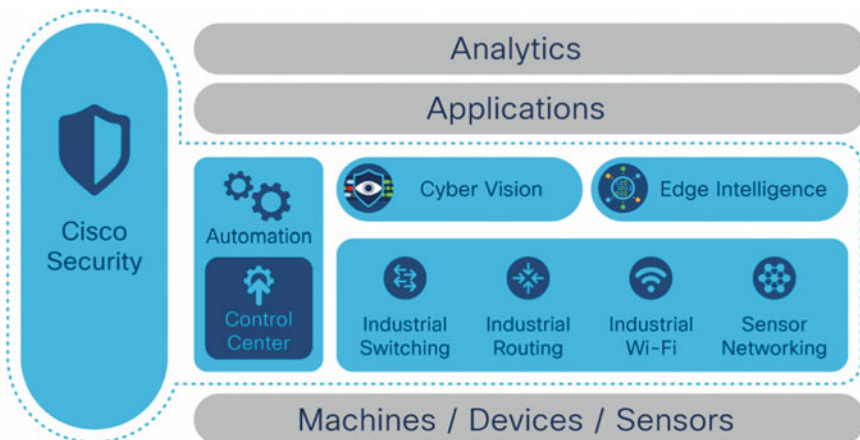 Cisco
Security
Analytics
Applications
Automation
Control
Center
Cyber Vision
Edge Intelligence
Industrial
Switching
Industrial
Routing
Industrial
Wi-Fi
Sensor
Networking
Machines / Devices / Sensors